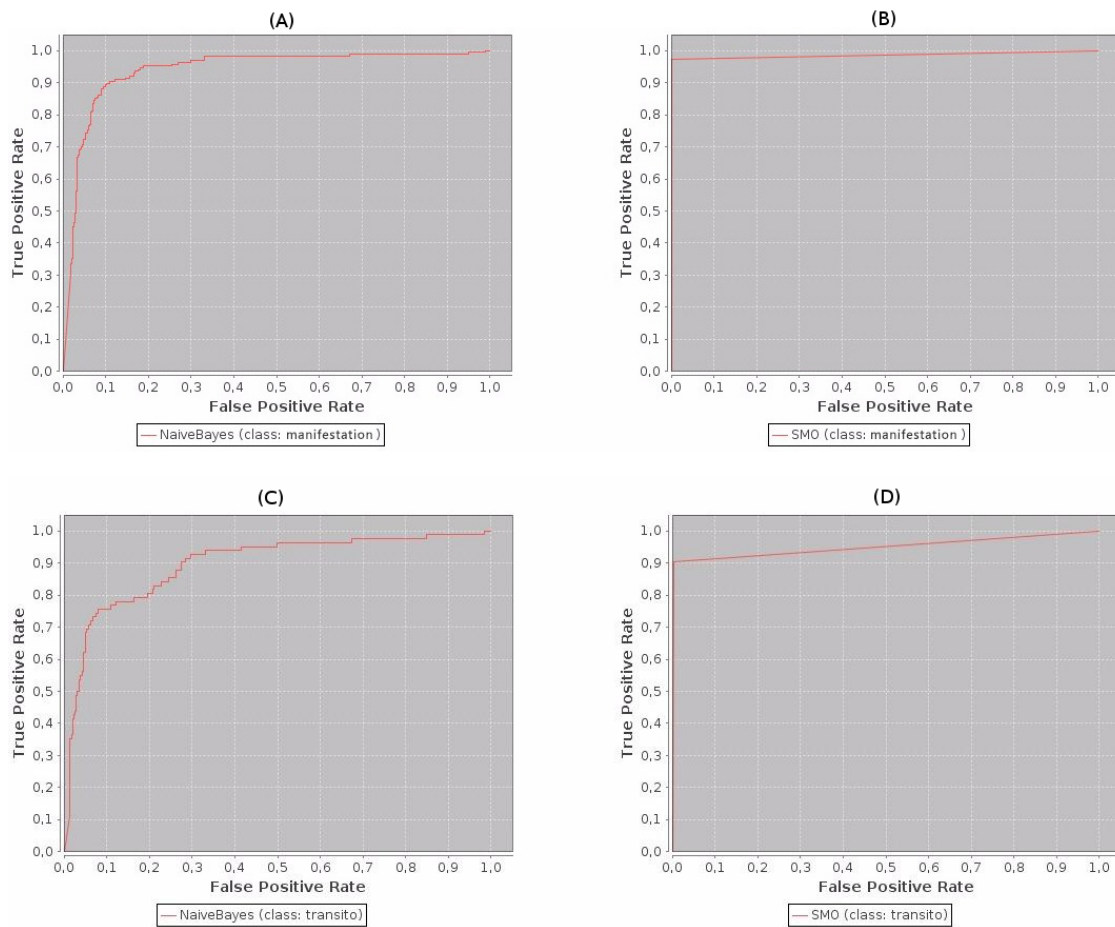 (A)
1,0
0,9
0,8
0,7
0,6
0,5
0,4
0,3
0,2
0,1
0,0
True Positive Rate
0,0 0,1 0,2 0,3 0,4 0,5 0,6 0,7 0,8 0,9 1,0
False Positive Rate
NaiveBayes (class: manifestation )
(B)
1,0
0,9
0,8
0,7
0,6
0,5
0,4
0,3
0,2
0,1
0,0
True Positive Rate
0,0 0,1 0,2 0,3 0,4 0,5 0,6 0,7 0,8 0,9 1,0
False Positive Rate
SMO (class: manifestation )
(C)
1,0
0,9
0,8
0,7
0,6
0,5
0,4
0,3
0,2
0,1
0,0
True Positive Rate
0,0 0,1 0,2 0,3 0,4 0,5 0,6 0,7 0,8 0,9 1,0
False Positive Rate
NaiveBayes (class: transito)
(D)
1,0
0,9
0,8
0,7
0,6
0,5
0,4
0,3
0,2
0,1
0,0
True Positive Rate
0,0 0,1 0,2 0,3 0,4 0,5 0,6 0,7 0,8 0,9 1,0
False Positive Rate
SMO (class: transito)